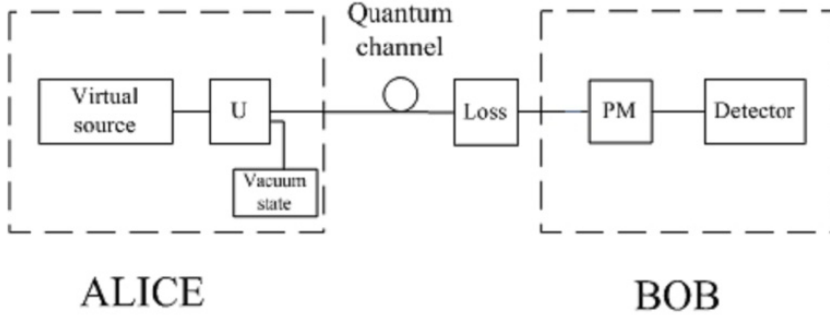 Quantum
channel
Virtual
source
U
Loss
PM
Detector
Vacuum
state
ALICE
BOB